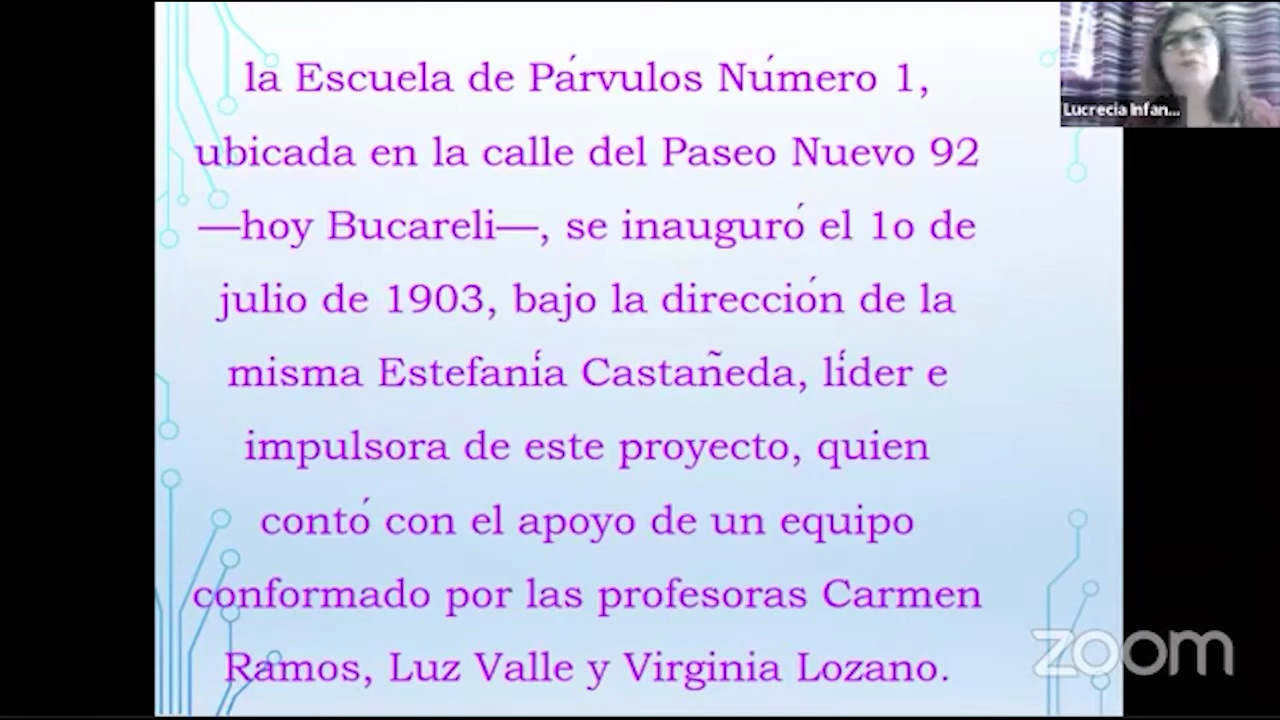 la Escuela de Párvulos Número 1,
ubicada en la calle del Paseo Nuevo 92
—hoy Bucareli—, se inauguró el 1o de
julio de 1903, bajo la dirección de la
misma Estefanía Castañeda, líder e
impulsora de este proyecto, quien
contó con el apoyo de un equipo
conformado por las profesoras Carmen
Ramos, Luz Valle y Virginia Lozano.
Lucrecia Infan...
zoom